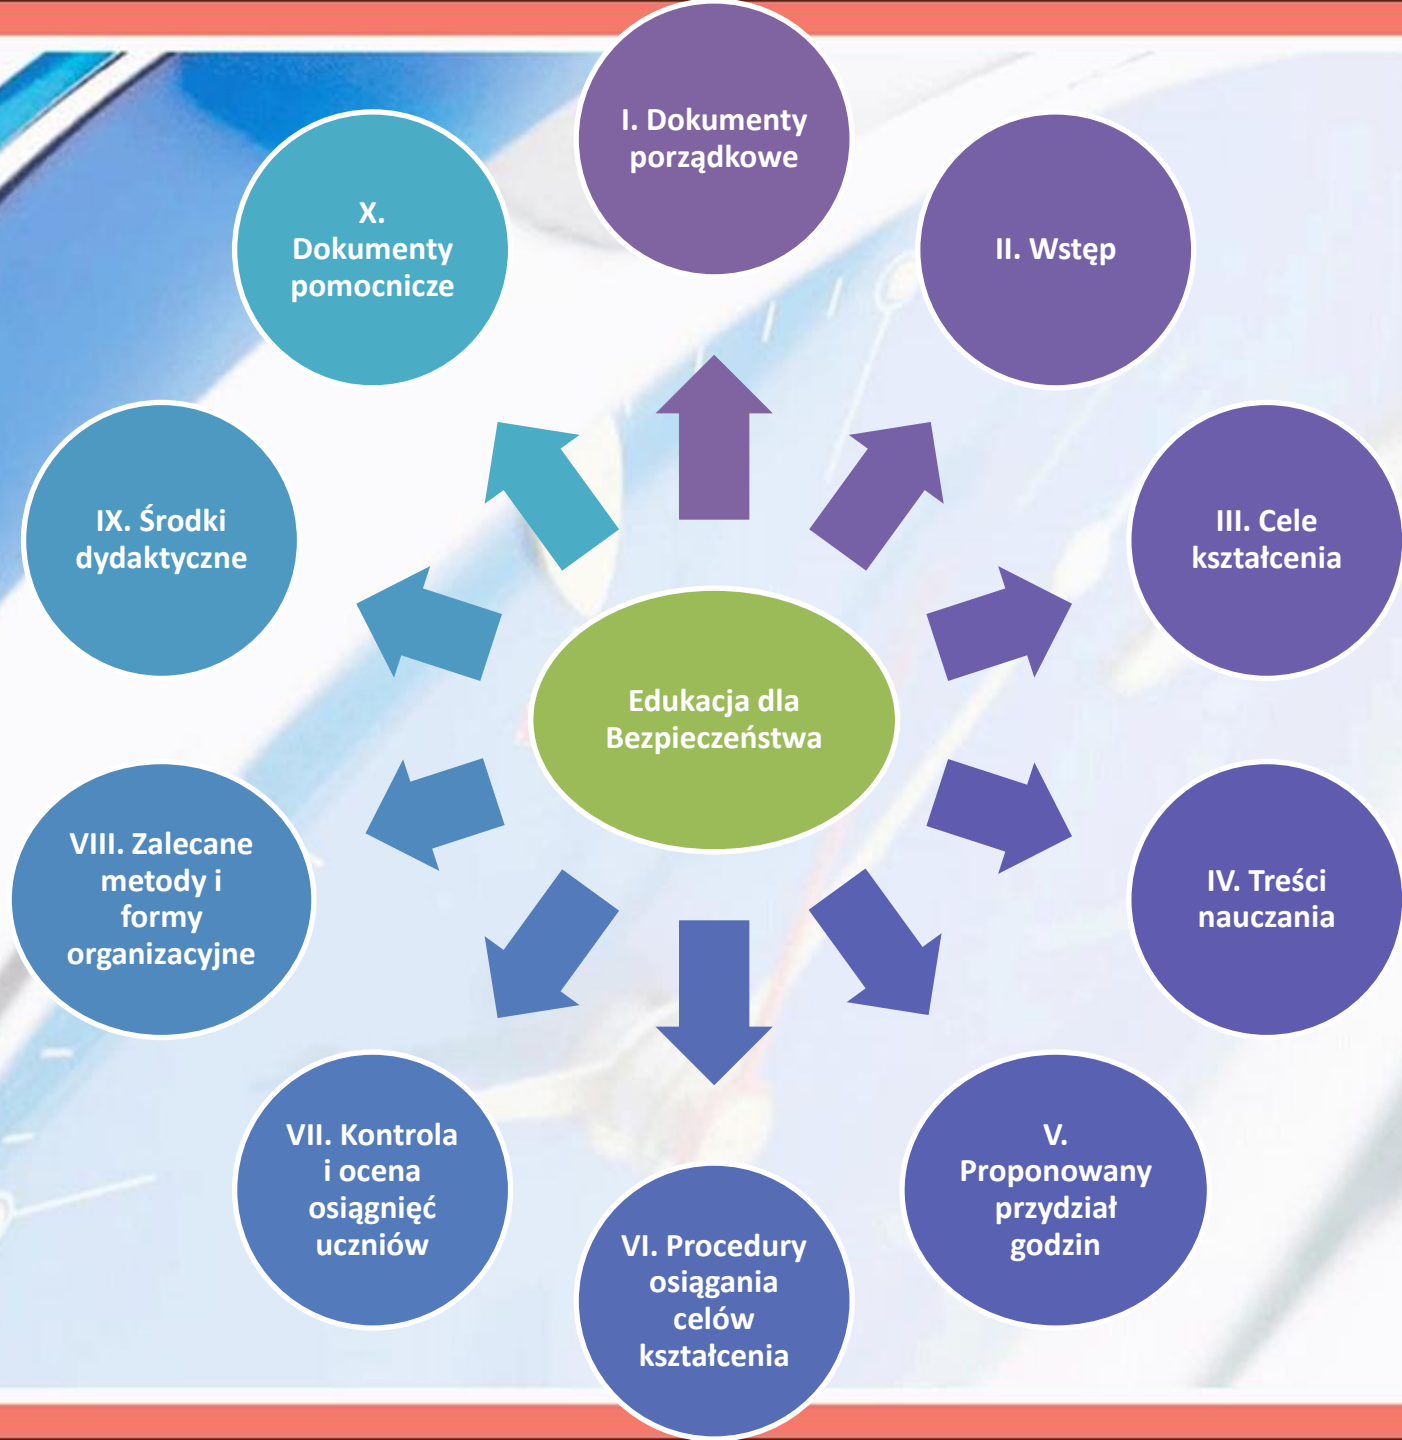 I. Dokumenty
porządkowe
II. Wstęp
III. Cele
kształcenia
IV. Treści
nauczania
V.
Proponowany
przydział
godzin
VI. Procedury
osiągania
celów
kształcenia
VII. Kontrola
i ocena
osiągnięć
uczniów
VIII. Zalecane
metody i
formy
organizacyjne
IX. Środki
dydaktyczne
X.
Dokumenty
pomocnicze
Edukacja dla
Bezpieczeństwa